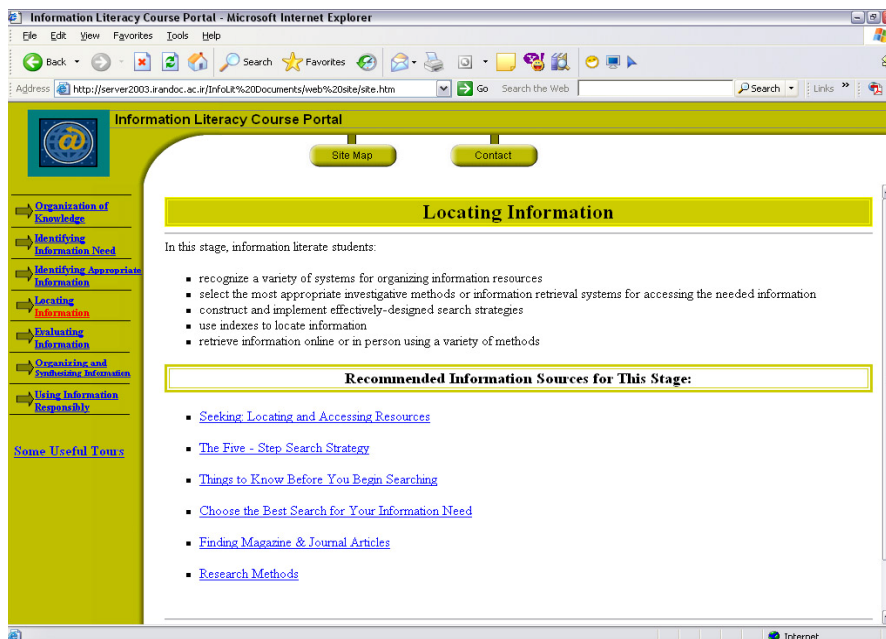 Information Literacy Course Portal - Microsoft Internet Explorer
File Edit View Favorites Tools Help
Back Search Favorites
Address http://server2003.irandoc.ac.ir/InfoLit%20Documents/web%20site/site.htm Go Search the Web Search Links »
Information Literacy Course Portal
Site Map Contact
Organization of
Knowledge
Identifying
Information Need
Identifying Appropriate
Information
Locating
Information
Evaluating
Information
Organizing and
Synthesizing Information
Using Information
Responsibly
Some Useful Tours
Locating Information
In this stage, information literate students:
recognize a variety of systems for organizing information resources
select the most appropriate investigative methods or information retrieval systems for accessing the needed information
construct and implement effectively-designed search strategies
use indexes to locate information
retrieve information online or in person using a variety of methods
Recommended Information Sources for This Stage:
Seeking: Locating and Accessing Resources
The Five - Step Search Strategy
Things to Know Before You Begin Searching
Choose the Best Search for Your Information Need
Finding Magazine & Journal Articles
Research Methods
Internet